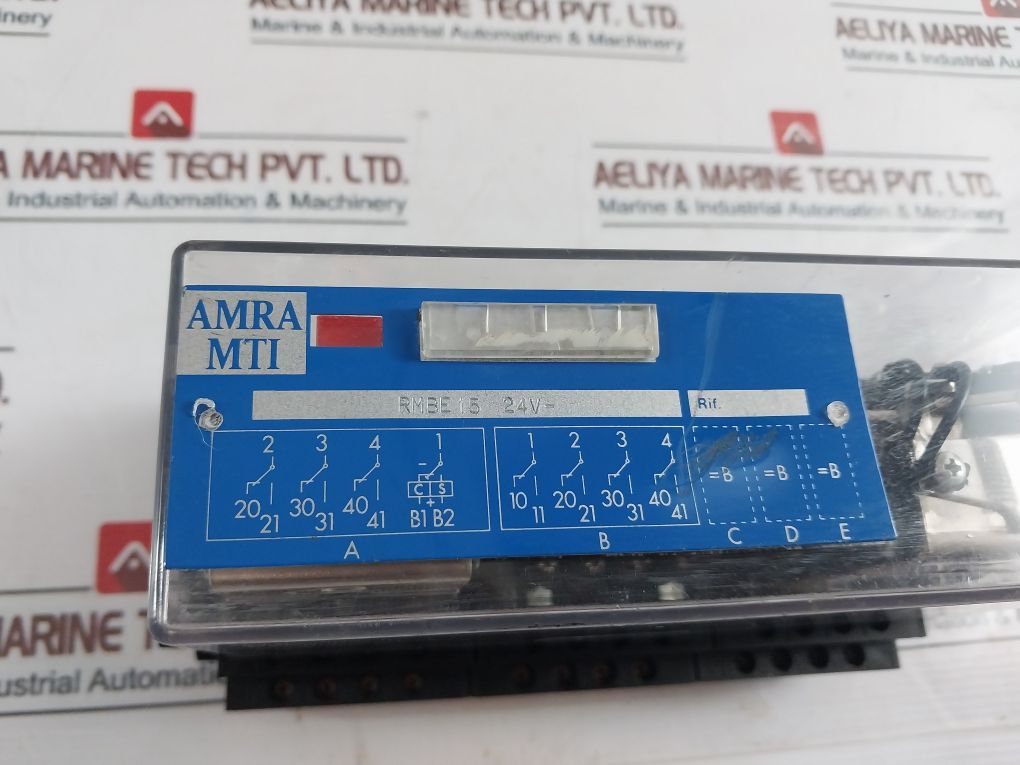 AELIYA MARINE TECH PVT. LTD.
Marine & Industrial Automation & Machinery
AELIYA MARINE
Marine & Industrial
MARINE TECH PVT. LTD.
Industrial Automation & Machinery
AELIYA MARINE TECH PVT. LTD.
Marine & Industrial Automation & Machinery
AMRA
MTI
RMBE 15 24V-
Rif.
2 3 4 1 1 2 3 4
- =B =B =B
C S
+
20 21 30 31 40 41 B1 B2 10 11 20 21 30 31 40 41
A B C D E
MARINE TE